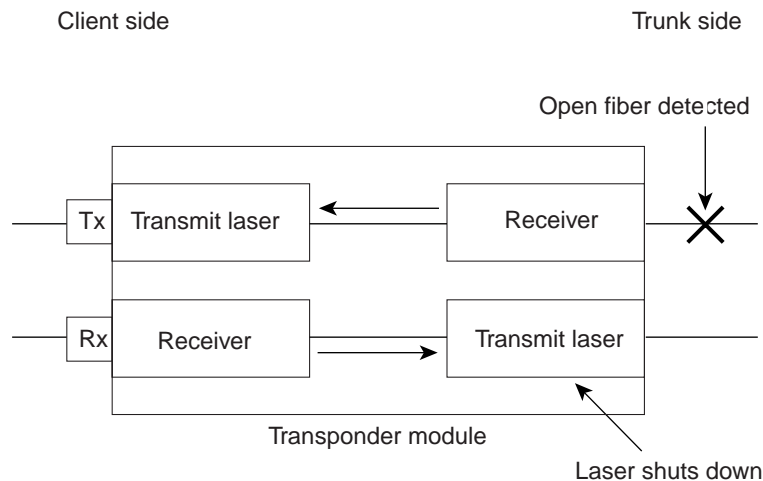 Client side
Trunk side
Open fiber detected
Tx
Transmit laser
Receiver
Rx
Receiver
Transmit laser
Transponder module
Laser shuts down